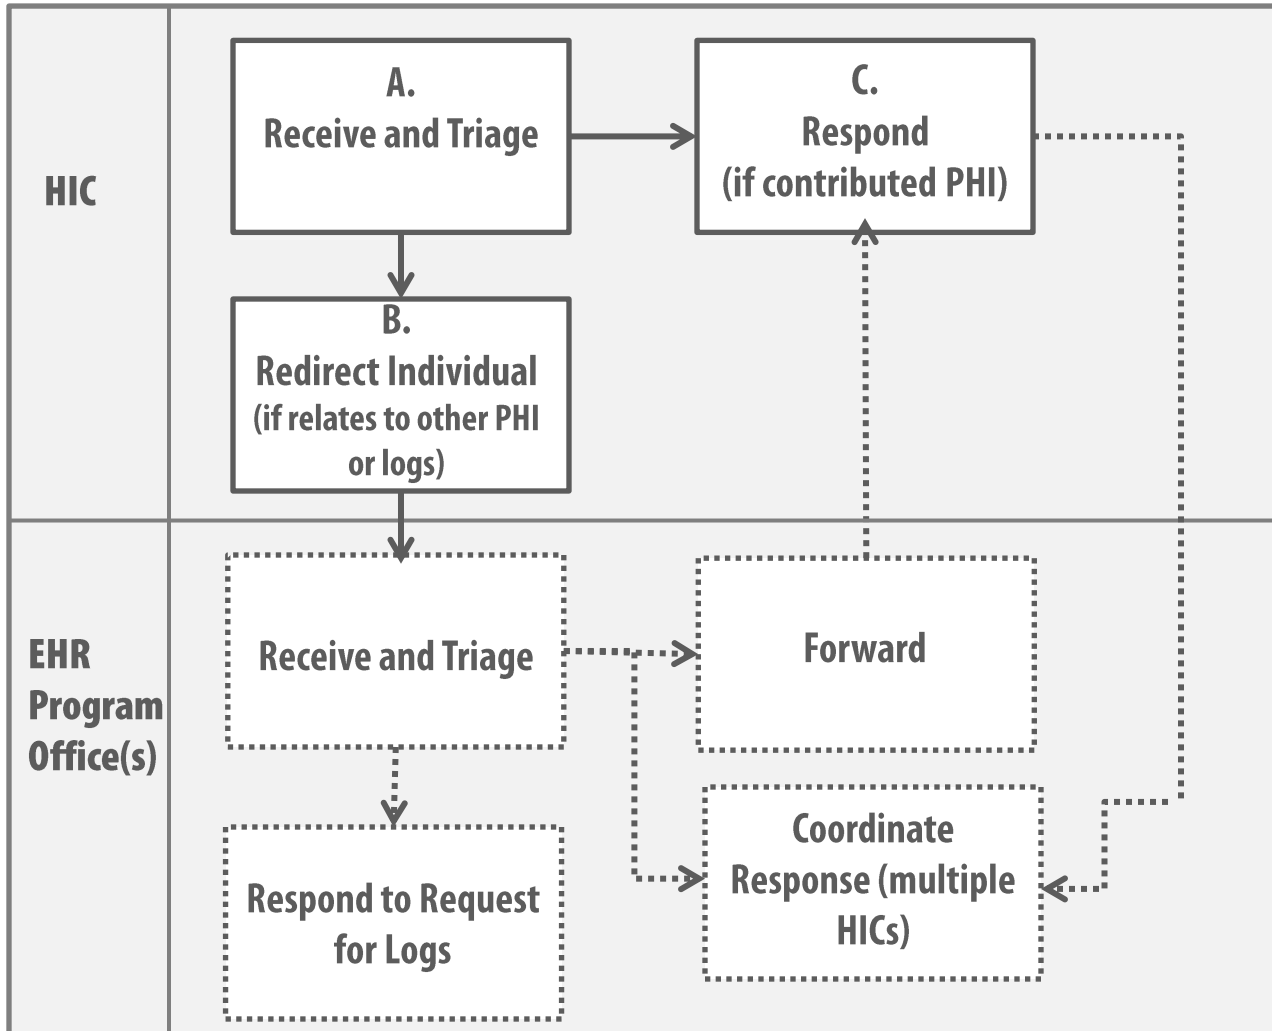 HIC
A.
Receive and Triage
C.
Respond
(if contributed PHI)
B.
Redirect Individual
(if relates to other PHI
or logs)
EHR
Program
Office(s)
Receive and Triage
Forward
Respond to Request
for Logs
Coordinate
Response (multiple
HICs)